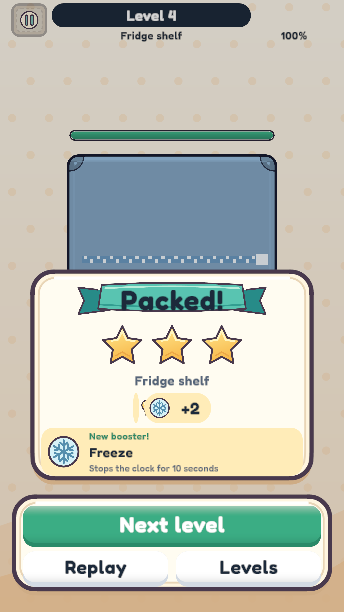 Level 4
Fridge shelf
100%
Packed!
Fridge shelf
+2
New booster!
Freeze
Stops the clock for 10 seconds
Next level
Replay
Levels